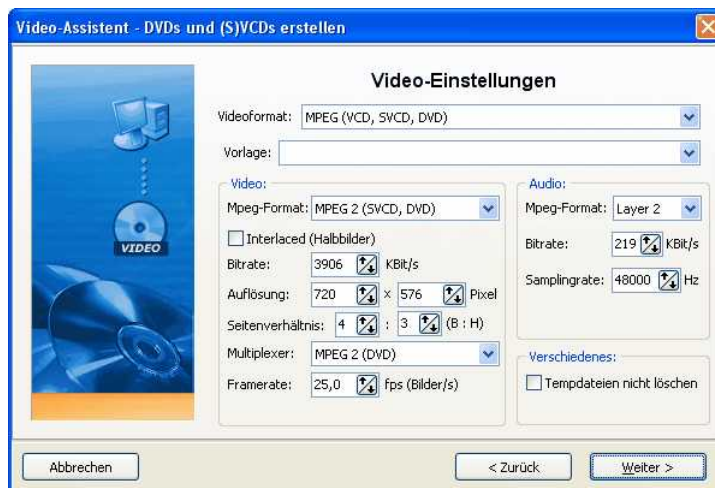 Video-Assistent - DVDs und (S)VCDs erstellen
Video-Einstellungen
Videoformat: MPEG (VCD, SVCD, DVD)
Vorlage:
VIDEO
Video:
Mpeg-Format: MPEG 2 (SVCD, DVD)
Interlaced (Halbbilder)
Bitrate: 3906 KBit/s
Auflösung: 720 x 576 Pixel
Seitenverhältnis: 4 : 3 (B : H)
Multiplexer: MPEG 2 (DVD)
Framerate: 25,0 fps (Bilder/s)
Audio:
Mpeg-Format: Layer 2
Bitrate: 219 KBit/s
Samplingrate: 48000 Hz
Verschiedenes:
Tempdateien nicht löschen
Abbrechen
< Zurück
Weiter >